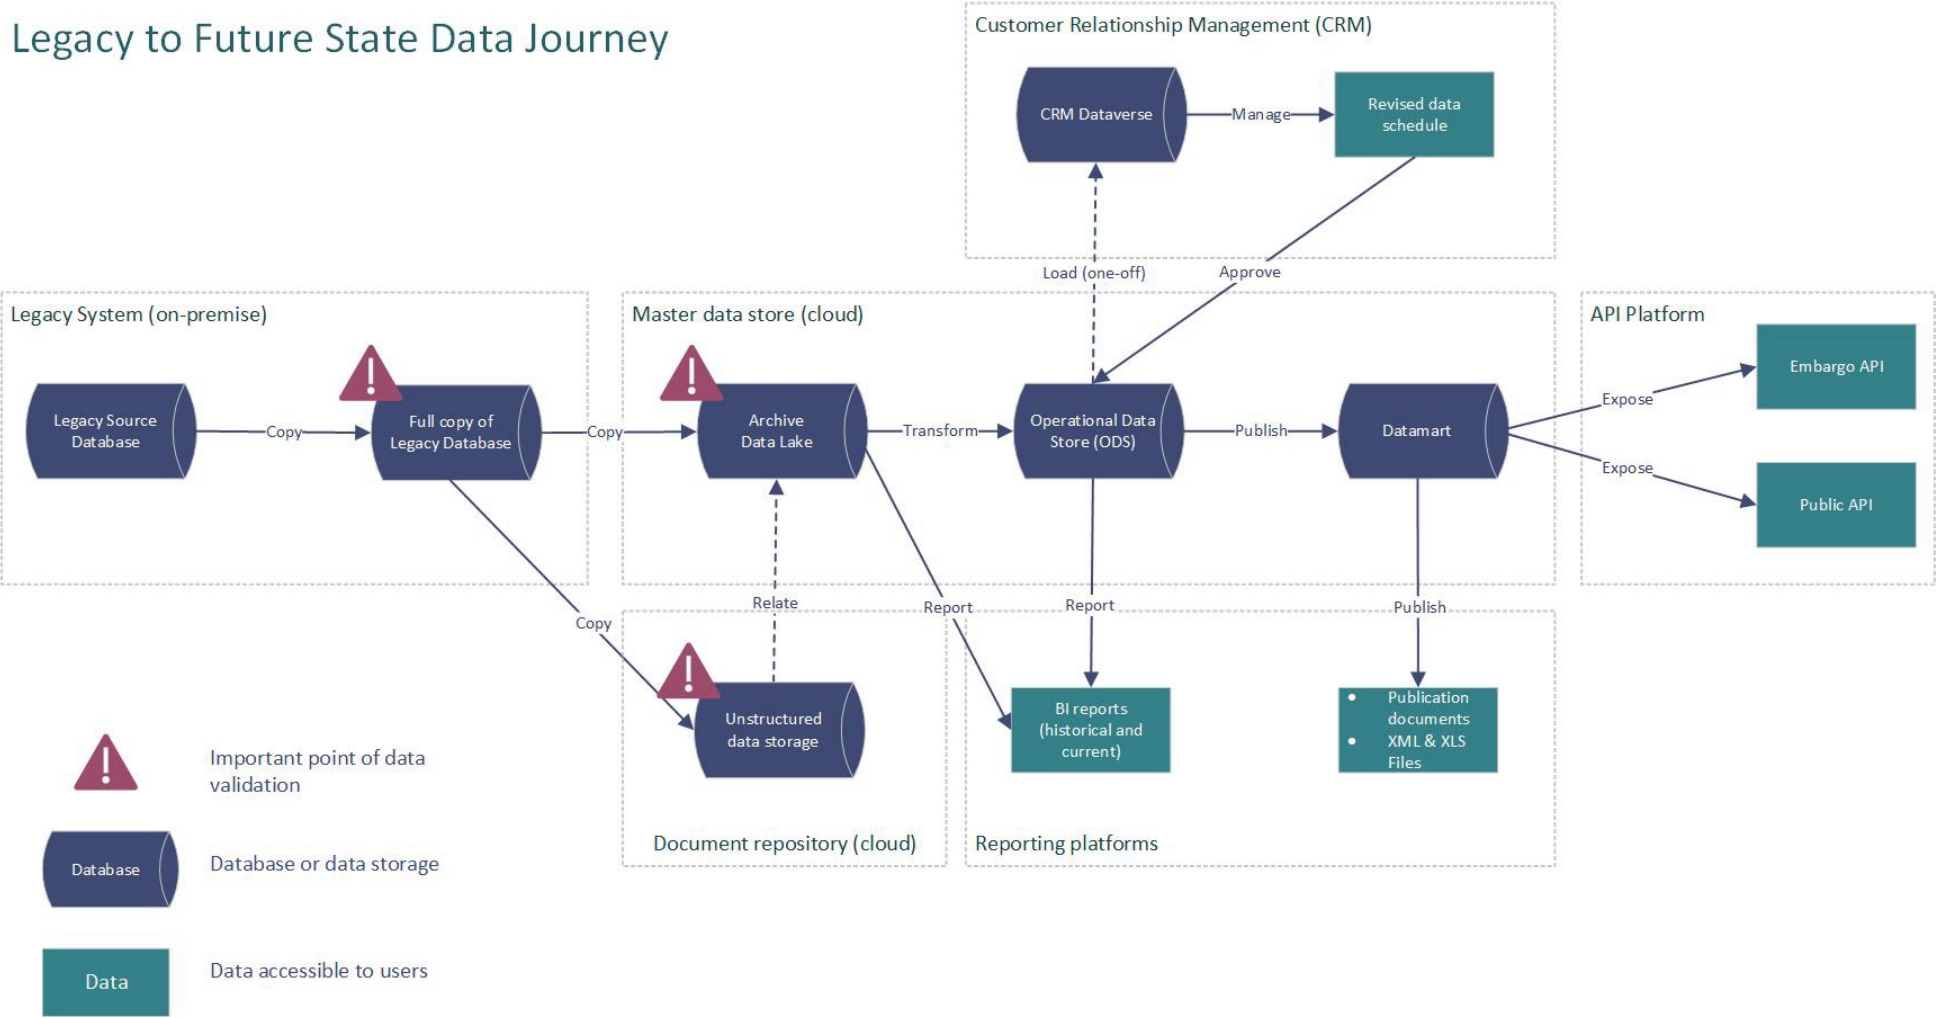 Legacy to Future State Data Journey
Customer Relationship Management (CRM)
CRM Dataverse
Manage
Revised data
schedule
Load (one-off)
Approve
Legacy System (on-premise)
Legacy Source
Database
Copy
Full copy of
Legacy Database
Copy
Copy
Master data store (cloud)
Archive
Data Lake
Transform
Operational Data
Store (ODS)
Publish
Datamart
API Platform
Expose
Embargo API
Expose
Public API
Relate
Report
Report
Publish
Unstructured
data storage
Document repository (cloud)
BI reports
(historical and
current)
• Publication
documents
• XML & XLS
Files
Reporting platforms
Important point of data
validation
Database
Database or data storage
Data
Data accessible to users